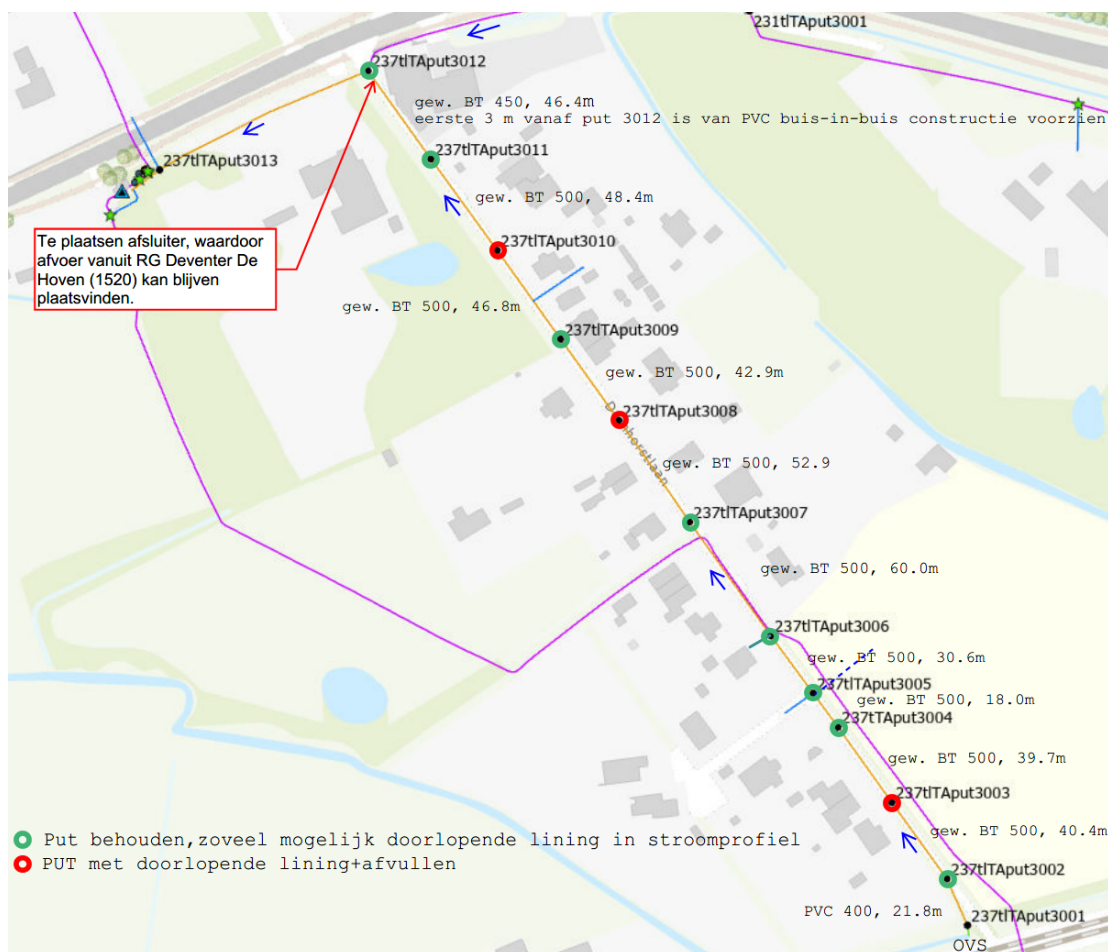 231tlTAput3001
237tlTAput3012
gew. BT 450, 46.4m
eerste 3 m vanaf put 3012 is van PVC buis-in-buis constructie voorzien
237tlTAput3011
237tlTAput3013
gew. BT 500, 48.4m
Te plaatsen afsluiter, waardoor
afvoer vanuit RG Deventer De
Hoven (1520) kan blijven
plaatsvinden.
237tlTAput3010
gew. BT 500, 46.8m
237tlTAput3009
gew. BT 500, 42.9m
237tlTAput3008
gew. BT 500, 52.9
237tlTAput3007
gew. BT 500, 60.0m
237tlTAput3006
gew. BT 500, 30.6m
237tlTAput3005
gew. BT 500, 18.0m
237tTAput3004
gew. BT 500, 39.7m
237tlTAput3003
gew. BT 500, 40.4m
Put behouden,zoveel mogelijk doorlopende lining in stroomprofiel
PUT met doorlopende lining+afvullen
237tlTAput3002
PVC 400, 21.8m
237tlTAput3001
OVS